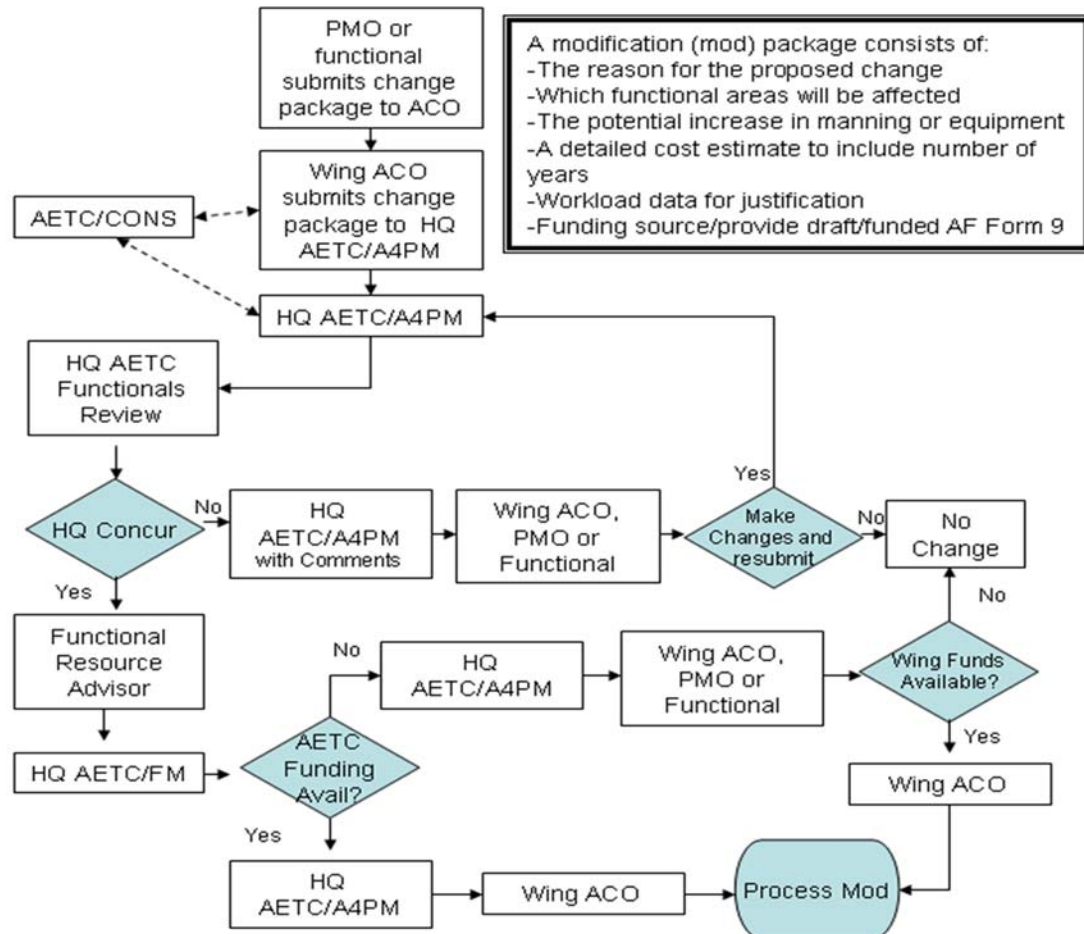 PMO or
functional
submits change
package to ACO
A modification (mod) package consists of:
-The reason for the proposed change
-Which functional areas will be affected
-The potential increase in manning or equipment
-A detailed cost estimate to include number of
years
-Workload data for justification
-Funding source/provide draft/funded AF Form 9
Wing ACO
submits change
package to HQ
AETC/A4PM
AETC/CONS
HQ AETC/A4PM
HQ AETC
Functionals
Review
HQ Concur
No
HQ
AETC/A4PM
with Comments
Wing ACO,
PMO or
Functional
Yes
Make
Changes and
resubmit
No
No
Change
Yes
Functional
Resource
Advisor
HQ AETC/FM
AETC
Funding
Avail?
No
HQ
AETC/A4PM
Wing ACO,
PMO or
Functional
Wing Funds
Available?
No
Yes
Wing ACO
Yes
HQ
AETC/A4PM
Wing ACO
Process Mod